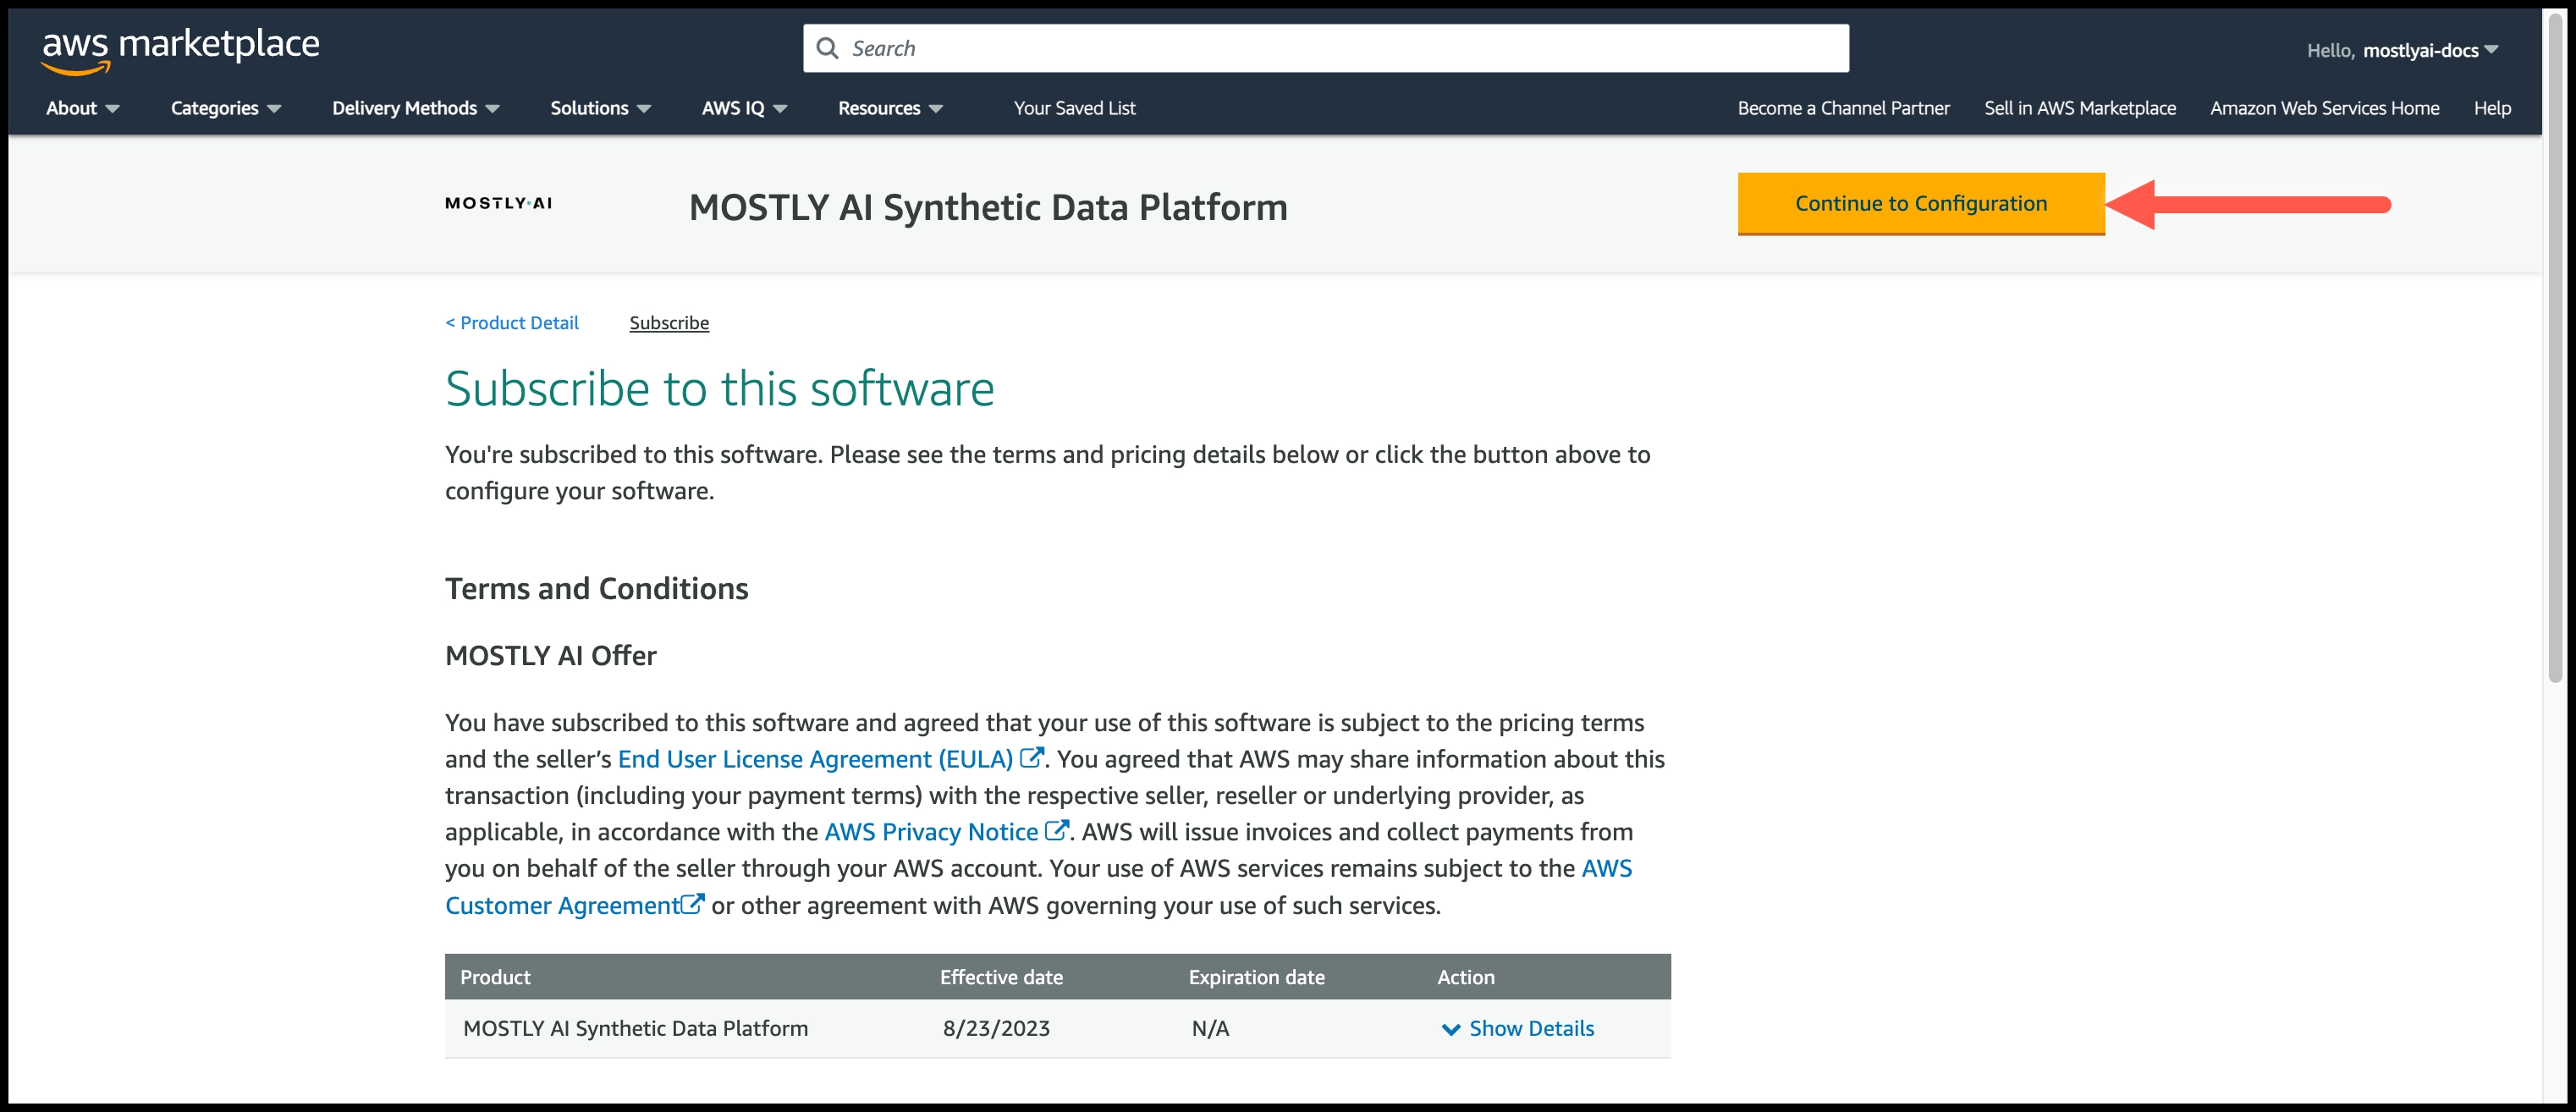 aws marketplace
Search
Hello, mostlyai-docs
About Categories Delivery Methods Solutions AWS IQ Resources Your Saved List Become a Channel Partner Sell in AWS Marketplace Amazon Web Services Home Help
MOSTLY·AI MOSTLY AI Synthetic Data Platform Continue to Configuration
< Product Detail Subscribe
Subscribe to this software
You're subscribed to this software. Please see the terms and pricing details below or click the button above to
configure your software.
Terms and Conditions
MOSTLY AI Offer
You have subscribed to this software and agreed that your use of this software is subject to the pricing terms
and the seller’s End User License Agreement (EULA) . You agreed that AWS may share information about this
transaction (including your payment terms) with the respective seller, reseller or underlying provider, as
applicable, in accordance with the AWS Privacy Notice . AWS will issue invoices and collect payments from
you on behalf of the seller through your AWS account. Your use of AWS services remains subject to the AWS
Customer Agreement or other agreement with AWS governing your use of such services.
Product Effective date Expiration date Action
MOSTLY AI Synthetic Data Platform 8/23/2023 N/A Show Details